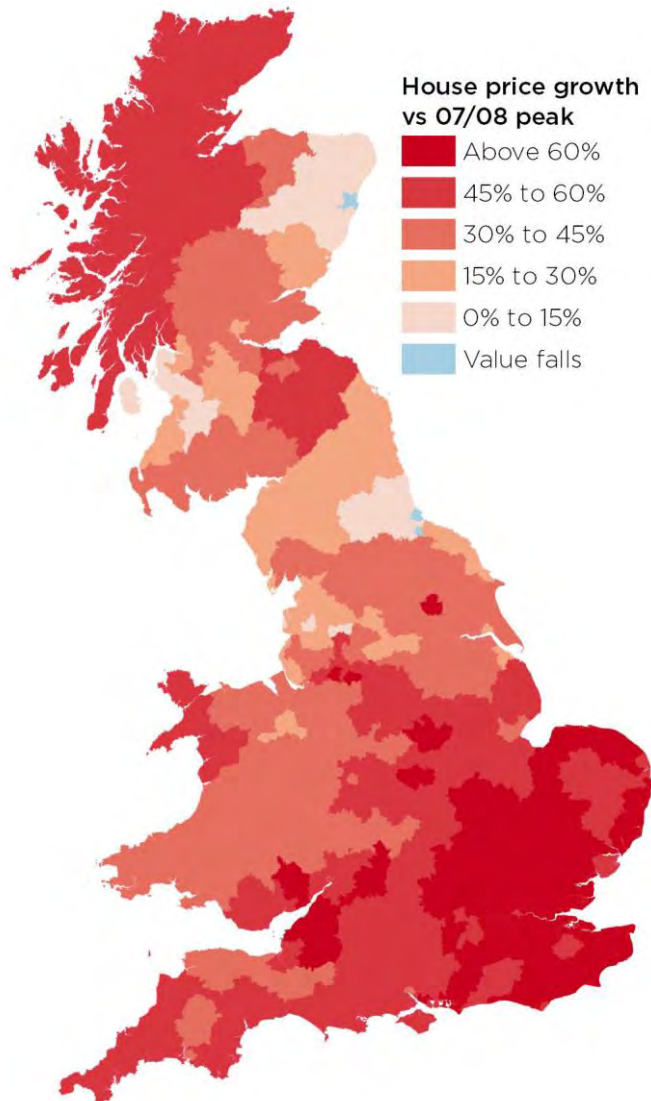 House price growth
vs 07/08 peak
Above 60%
45% to 60%
30% to 45%
15% to 30%
0% to 15%
Value falls